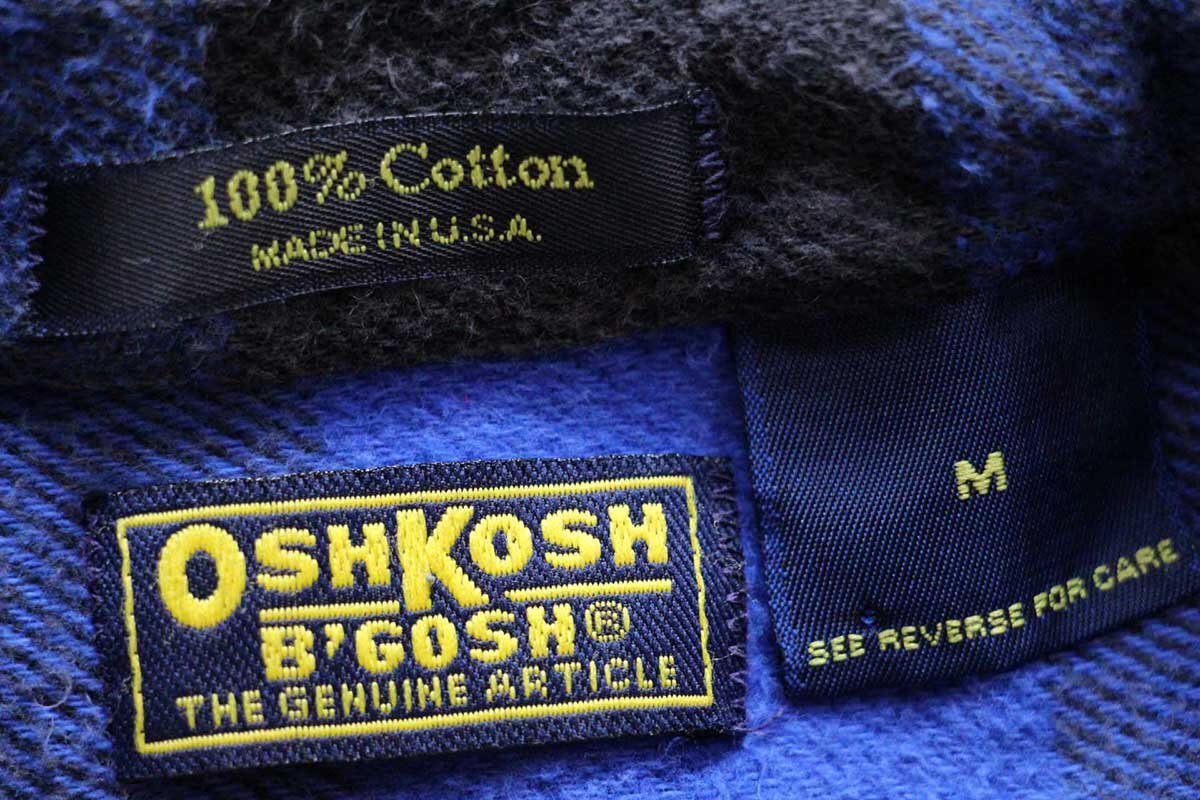 100% Cotton
MADE IN U.S.A.
OSHKOSH
B'GOSH®
THE GENUINE ARTICLE
M
SEE REVERSE FOR CARE